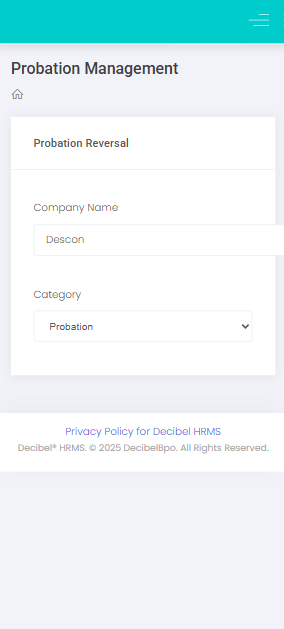 Probation Management
Probation Reversal
Company Name
Descon
Category
Probation
Privacy Policy for Decibel HRMS
Decibel® HRMS. © 2025 DecibelBpo. All Rights Reserved.